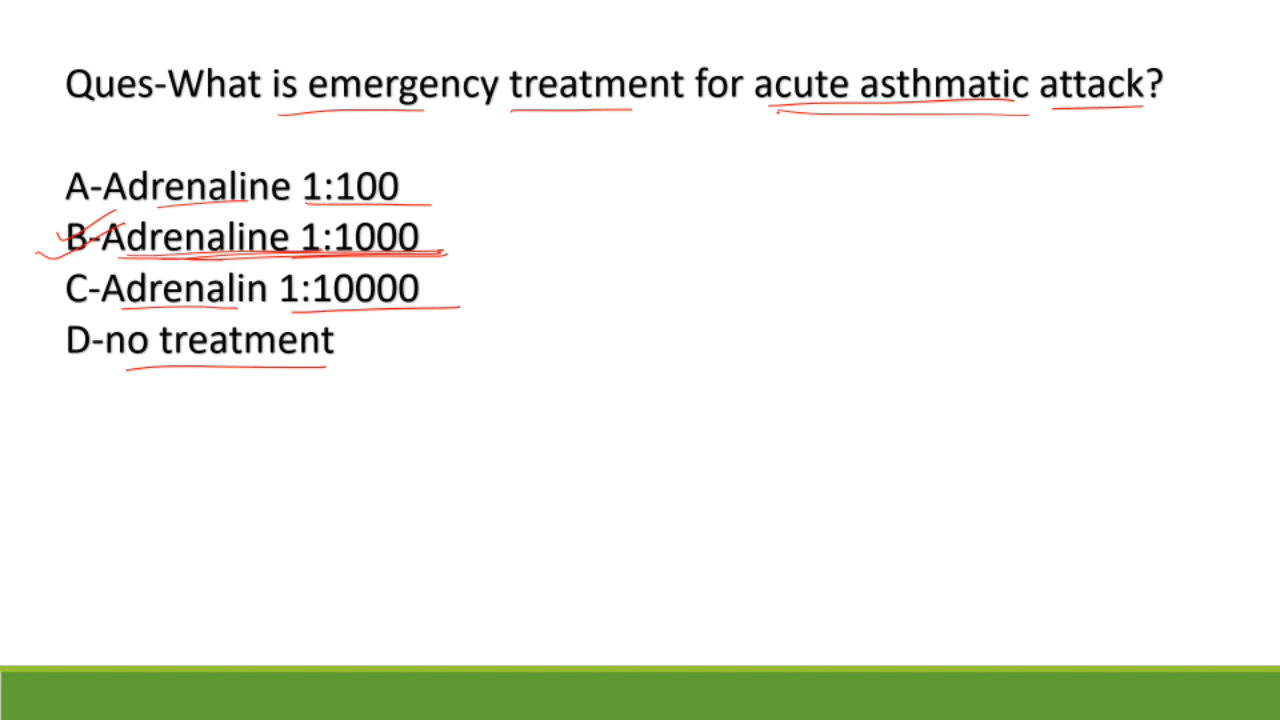 Ques-What is emergency treatment for acute asthmatic attack?
A-Adrenaline 1:100
B-Adrenaline 1:1000
C-Adrenalin 1:10000
D-no treatment